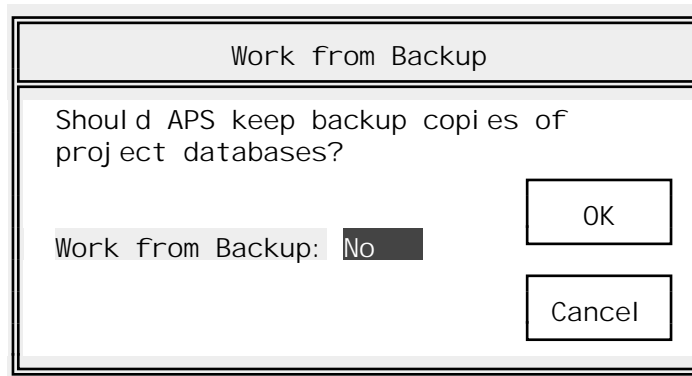 Work from Backup
Should APS keep backup copies of
project databases?
OK
Work from Backup: No
Cancel